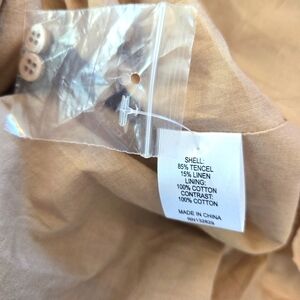 SHELL:
85% TENCEL
15% LINEN
LINING:
100% COTTON
CONTRAST:
100% COTTON
MADE IN CHINA